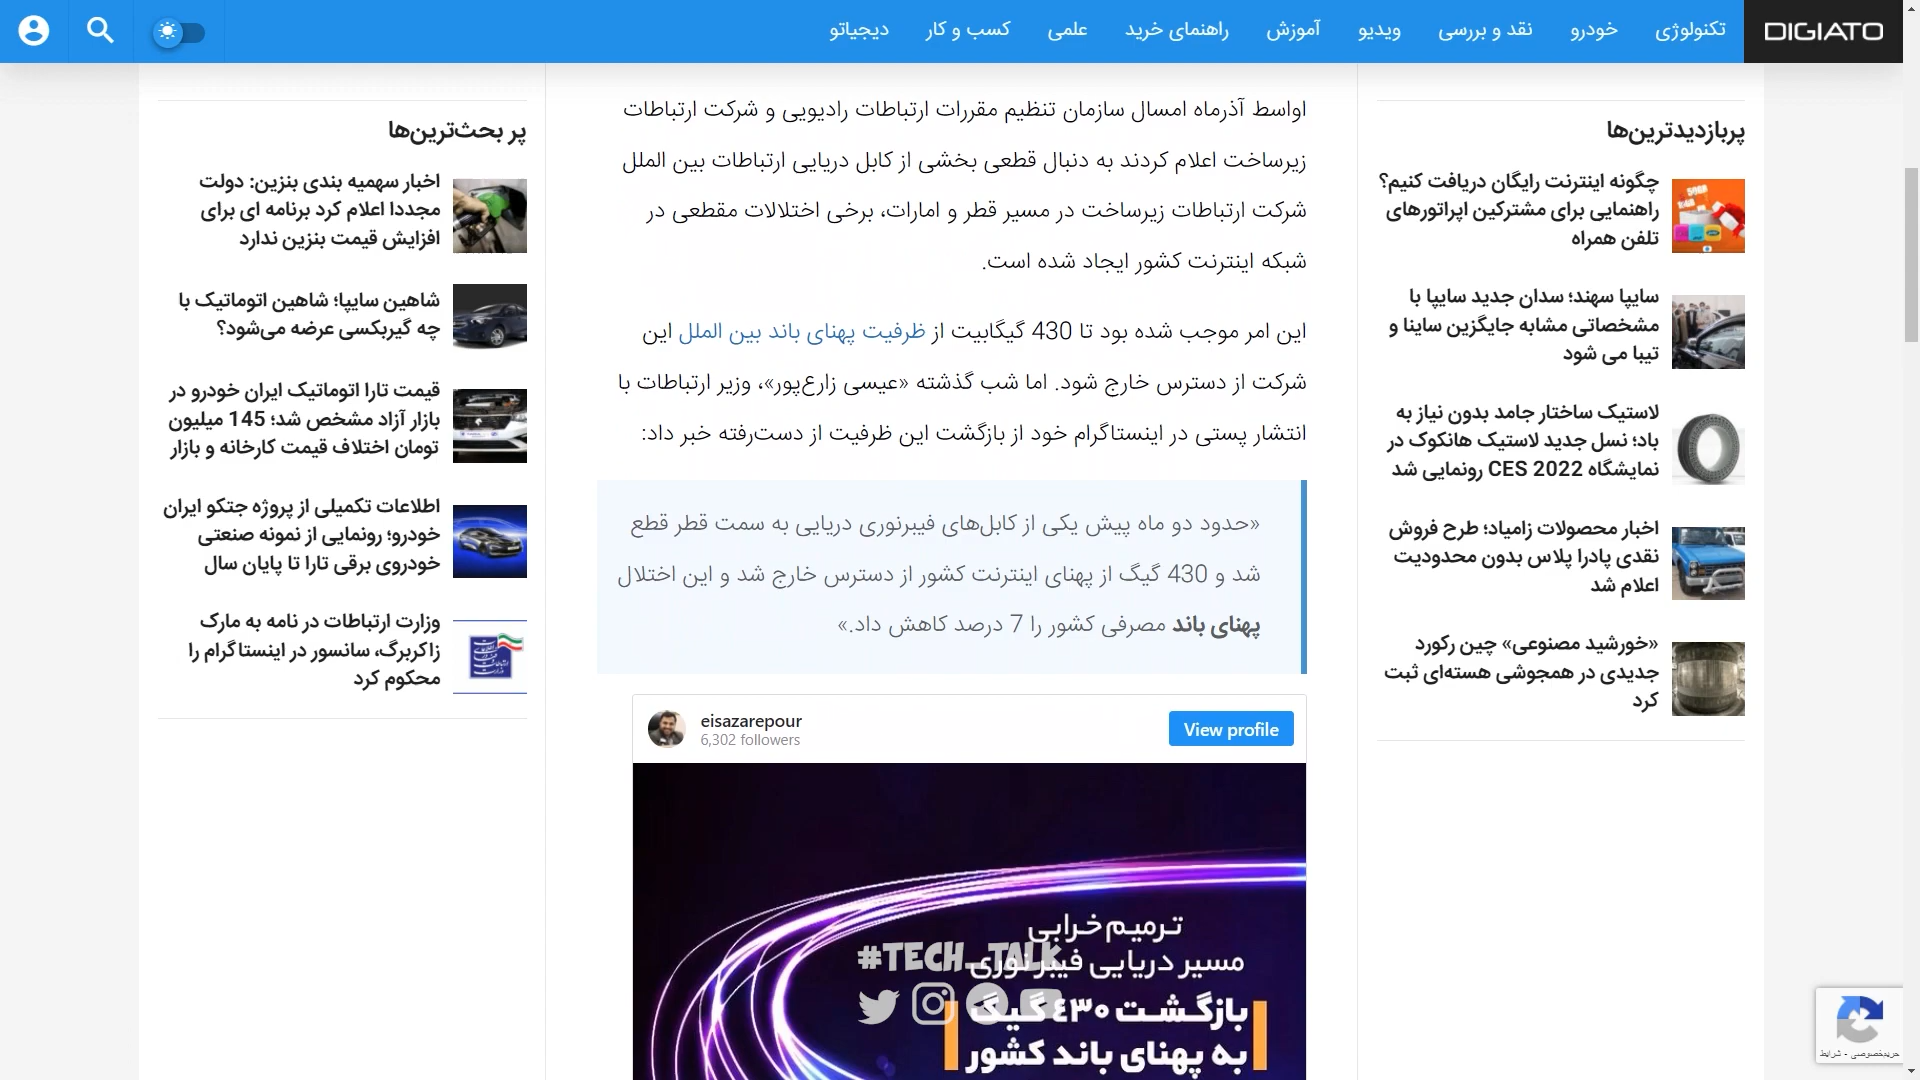 DIGIATO
تکنولوژی
خودرو
نقد و بررسی
ویدیو
آموزش
راهنمای خرید
علمی
کسب و کار
دیجیاتو
پربازدیدترین‌ها
چگونه اینترنت رایگان دریافت کنیم؟
راهنمایی برای مشترکین اپراتورهای
تلفن همراه
سایپا سهند؛ سدان جدید سایپا با
مشخصاتی مشابه جایگزین ساینا و
تیبا می شود
لاستیک ساختار جامد بدون نیاز به
باد؛ نسل جدید لاستیک هانکوک در
نمایشگاه CES 2022 رونمایی شد
اخبار محصولات زامیاد؛ طرح فروش
نقدی پادرا پلاس بدون محدودیت
اعلام شد
«خورشید مصنوعی» چین رکورد
جدیدی در همجوشی هسته‌ای ثبت
کرد
اواسط آذرماه امسال سازمان تنظیم مقررات ارتباطات رادیویی و شرکت ارتباطات
زیرساخت اعلام کردند به دنبال قطعی بخشی از کابل دریایی ارتباطات بین الملل
شرکت ارتباطات زیرساخت در مسیر قطر و امارات، برخی اختلالات مقطعی در
شبکه اینترنت کشور ایجاد شده است.
این امر موجب شده بود تا 430 گیگابیت از ظرفیت پهنای باند بین الملل این
شرکت از دسترس خارج شود. اما شب گذشته «عیسی زارع‌پور»، وزیر ارتباطات با
انتشار پستی در اینستاگرام خود از بازگشت این ظرفیت از دست‌رفته خبر داد:
«حدود دو ماه پیش یکی از کابل‌های فیبرنوری دریایی به سمت قطر قطع
شد و 430 گیگ از پهنای اینترنت کشور از دسترس خارج شد و این اختلال
پهنای باند مصرفی کشور را 7 درصد کاهش داد.»
eisazarepour
6,302 followers
View profile
ترمیم خرابی
مسیر دریایی فیبرنوری
#TECH_TALK
بازگشت ۴۳۰ گیگ
به پهنای باند کشور
پر بحث‌ترین‌ها
اخبار سهمیه بندی بنزین: دولت
مجددا اعلام کرد برنامه ای برای
افزایش قیمت بنزین ندارد
شاهین سایپا؛ شاهین اتوماتیک با
چه گیربکسی عرضه می‌شود؟
قیمت تارا اتوماتیک ایران خودرو در
بازار آزاد مشخص شد؛ 145 میلیون
تومان اختلاف قیمت کارخانه و بازار
اطلاعات تکمیلی از پروژه جتکو ایران
خودرو؛ رونمایی از نمونه صنعتی
خودروی برقی تارا تا پایان سال
وزارت ارتباطات در نامه به مارک
زاکربرگ، سانسور در اینستاگرام را
محکوم کرد
حریم‌خصوصی - شرایط